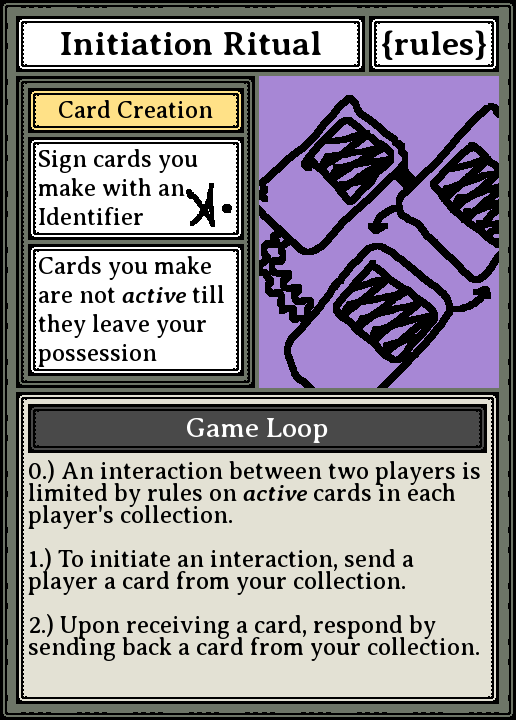 Initiation Ritual
{rules}
Card Creation
Sign cards you
make with an
Identifier
Cards you make
are not active till
they leave your
possession
Game Loop
0.) An interaction between two players is
limited by rules on active cards in each
player's collection.
1.) To initiate an interaction, send a
player a card from your collection.
2.) Upon receiving a card, respond by
sending back a card from your collection.